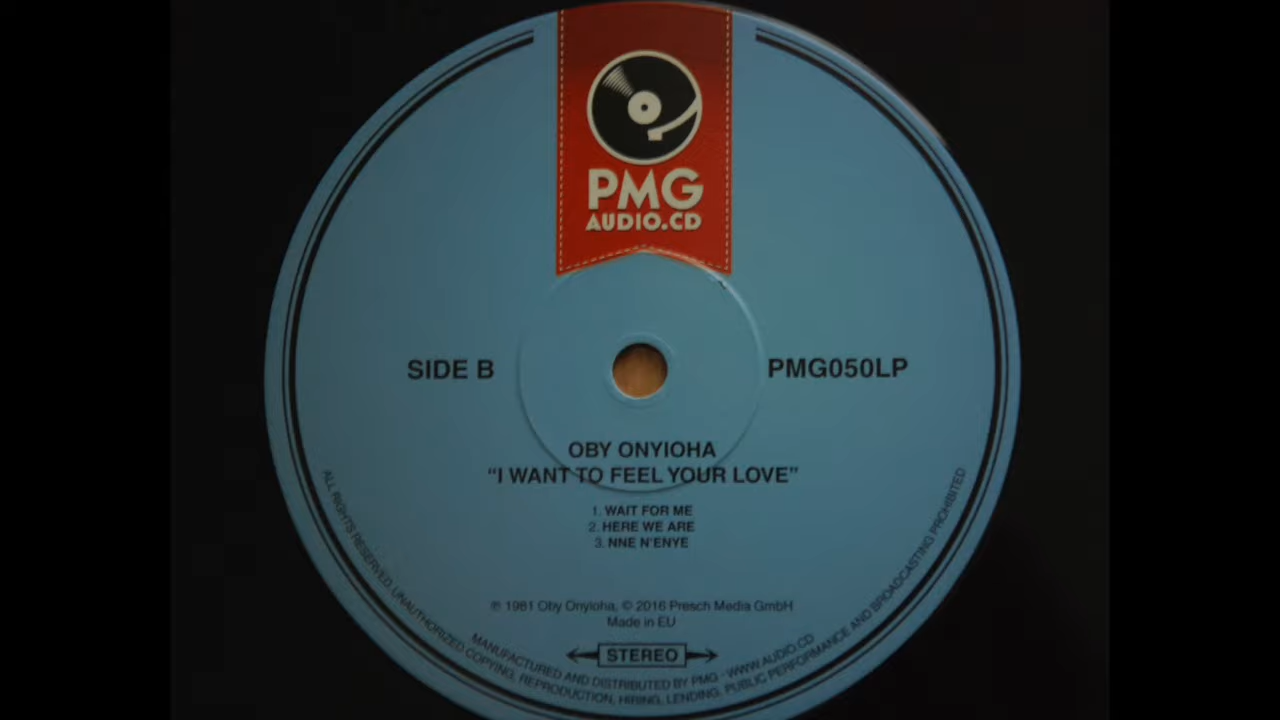 PMG
AUDIO.CD
SIDE B
PMG050LP
OBY ONYIOHA
“I WANT TO FEEL YOUR LOVE”
1. WAIT FOR ME
2. HERE WE ARE
3. NNE N'ENYE
℗ 1981 Oby Onyioha, © 2016 Presch Media GmbH
Made in EU
STEREO
MANUFACTURED AND DISTRIBUTED BY PMG - WWW.AUDIO.CD
ALL RIGHTS RESERVED. UNAUTHORIZED COPYING, REPRODUCTION, HIRING, LENDING, PUBLIC PERFORMANCE AND BROADCASTING PROHIBITED